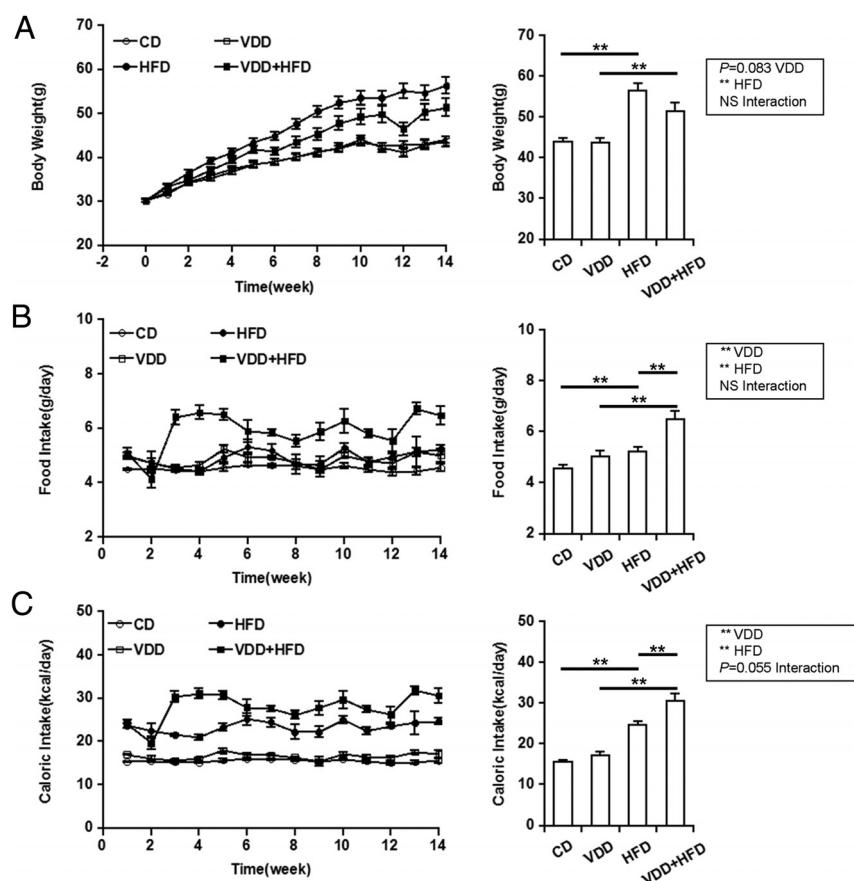 A
CD VDD
HFD VDD+HFD
70
60
50
40
30
20
Body Weight(g)
-2 0 2 4 6 8 10 12 14
Time(week)
70
60
50
40
30
20
Body Weight(g)
**
**
CD VDD HFD VDD+HFD
P=0.083 VDD
** HFD
NS Interaction
B
CD HFD
VDD VDD+HFD
10
8
6
4
2
Food Intake(g/day)
0 2 4 6 8 10 12 14
Time(week)
10
8
6
4
2
Food Intake(g/day)
** **
**
CD VDD HFD VDD+HFD
** VDD
** HFD
NS Interaction
C
CD HFD
VDD VDD+HFD
50
40
30
20
10
0
Caloric Intake(kcal/day)
0 2 4 6 8 10 12 14
Time(week)
50
40
30
20
10
0
Caloric Intake(kcal/day)
** **
**
CD VDD HFD VDD+HFD
** VDD
** HFD
P=0.055 Interaction